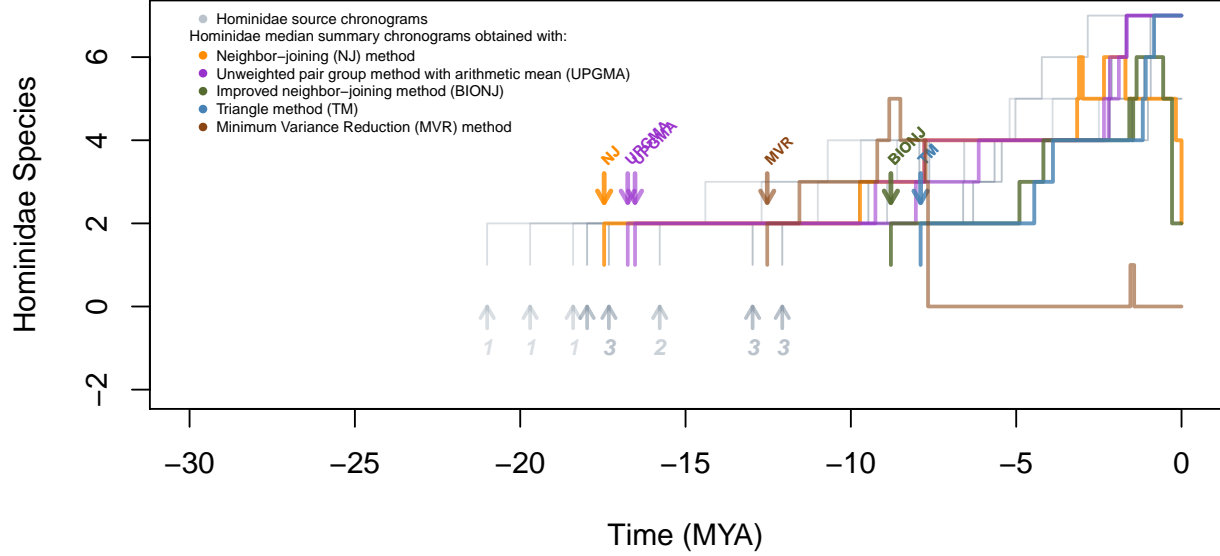 Hominidae source chronograms
Hominidae median summary chronograms obtained with:
Neighbor−joining (NJ) method
Unweighted pair group method with arithmetic mean (UPGMA)
Improved neighbor−joining method (BIONJ)
Triangle method (TM)
Minimum Variance Reduction (MVR) method
Hominidae Species
6
4
2
0
−2
NJ
UPGMA
UPGMA
MVR
BIONJ
TM
1
1
1
3
2
3
3
−30
−25
−20
−15
−10
−5
0
Time (MYA)